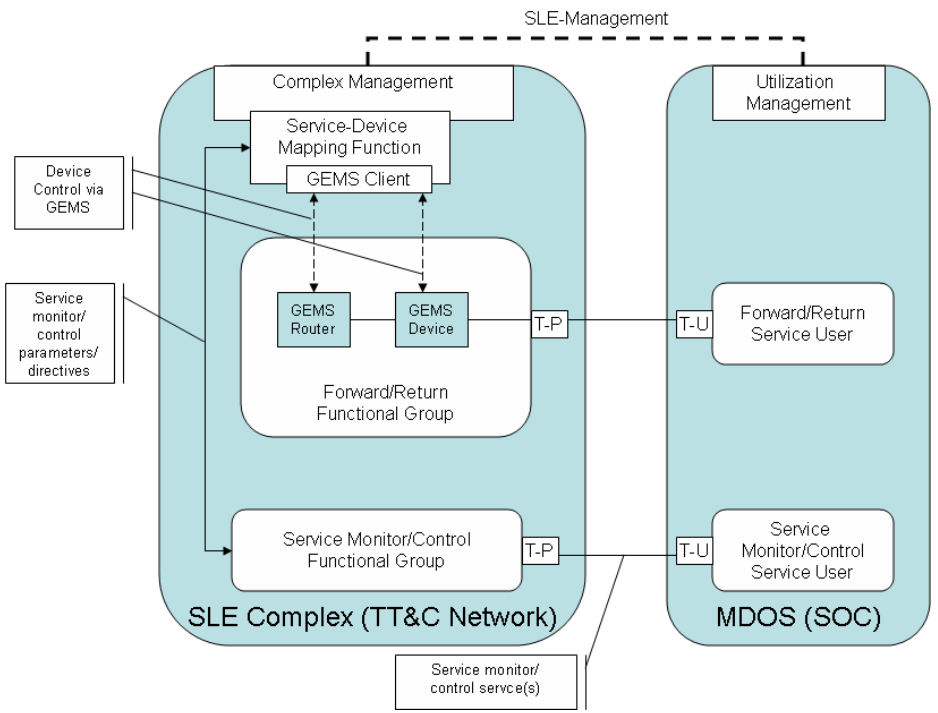 SLE-Management
Complex Management
Utilization
Management
Service-Device
Mapping Function
GEMS Client
Device
Control via
GEMS
Service
monitor/
control
parameters/
directives
GEMS
Router
GEMS
Device
T-P
T-U
Forward/Return
Service User
Forward/Return
Functional Group
Service Monitor/Control
Functional Group
T-P
T-U
Service
Monitor/Control
Service User
SLE Complex (TT&C Network)
MDOS (SOC)
Service monitor/
control servce(s)